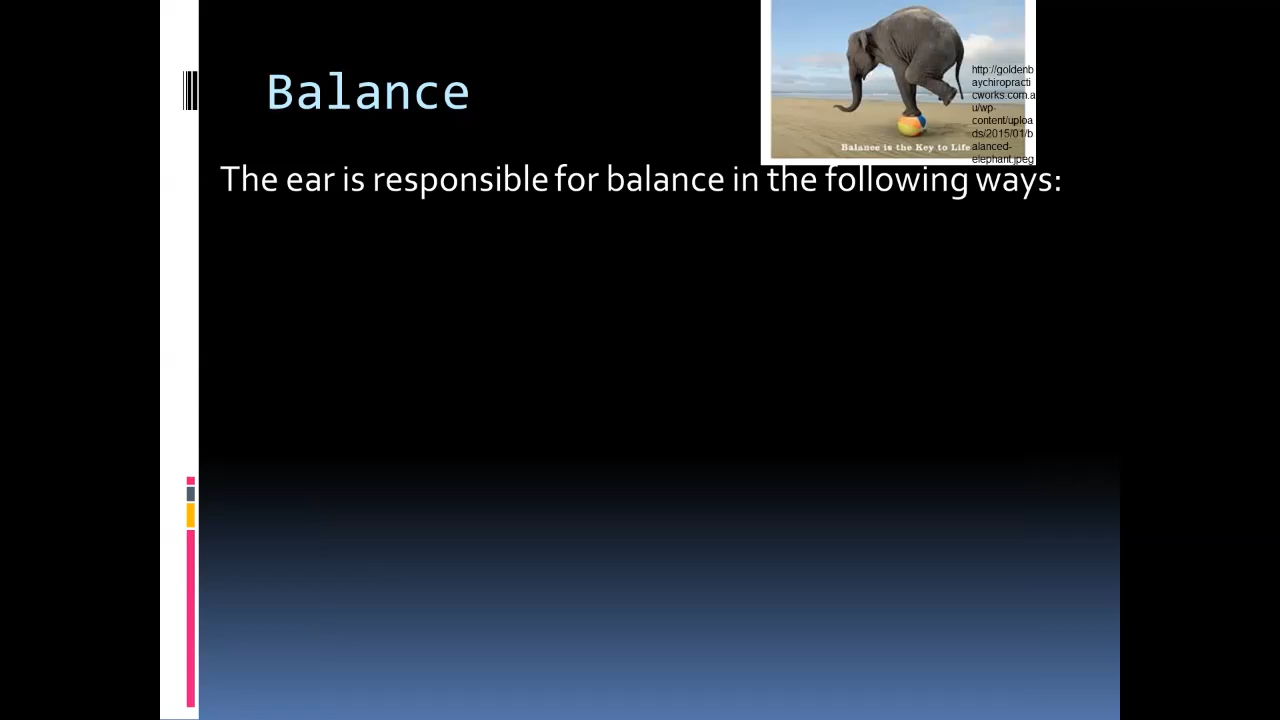 Balance
Balance is the Key to Life
http://goldenb
aychiropracti
cworks.com.a
u/wp-
content/uploa
ds/2015/01/b
alanced-
elephant.jpeg
The ear is responsible for balance in the following ways: